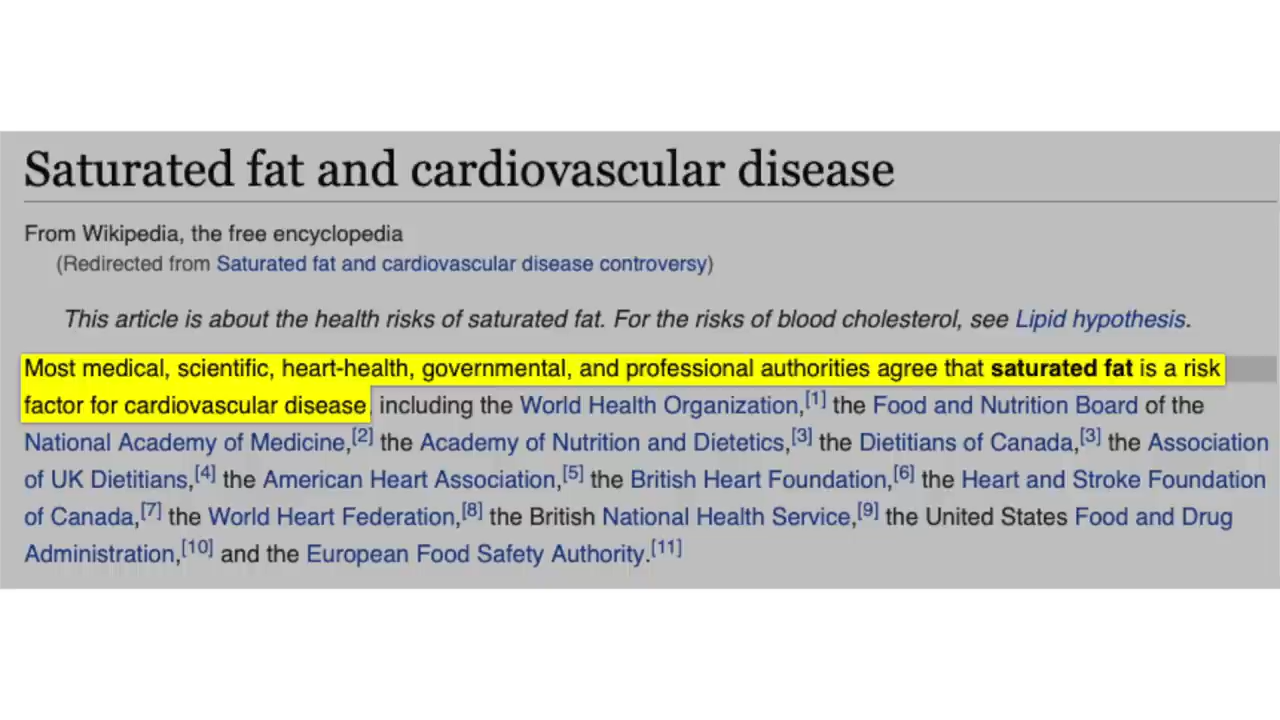 Saturated fat and cardiovascular disease
From Wikipedia, the free encyclopedia
(Redirected from Saturated fat and cardiovascular disease controversy)
This article is about the health risks of saturated fat. For the risks of blood cholesterol, see Lipid hypothesis.
Most medical, scientific, heart-health, governmental, and professional authorities agree that saturated fat is a risk
factor for cardiovascular disease, including the World Health Organization,[1] the Food and Nutrition Board of the
National Academy of Medicine,[2] the Academy of Nutrition and Dietetics,[3] the Dietitians of Canada,[3] the Association
of UK Dietitians,[4] the American Heart Association,[5] the British Heart Foundation,[6] the Heart and Stroke Foundation
of Canada,[7] the World Heart Federation,[8] the British National Health Service,[9] the United States Food and Drug
Administration,[10] and the European Food Safety Authority.[11]